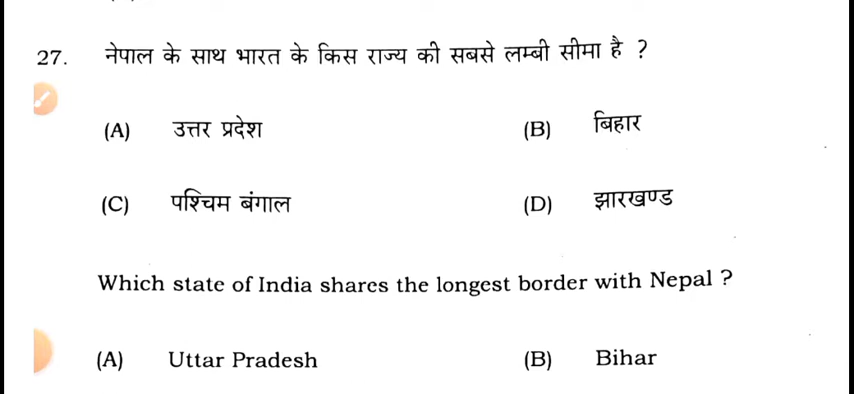 27. नेपाल के साथ भारत के किस राज्य की सबसे लम्बी सीमा है ?
(A) उत्तर प्रदेश (B) बिहार
(C) पश्चिम बंगाल (D) झारखण्ड
Which state of India shares the longest border with Nepal ?
(A) Uttar Pradesh (B) Bihar